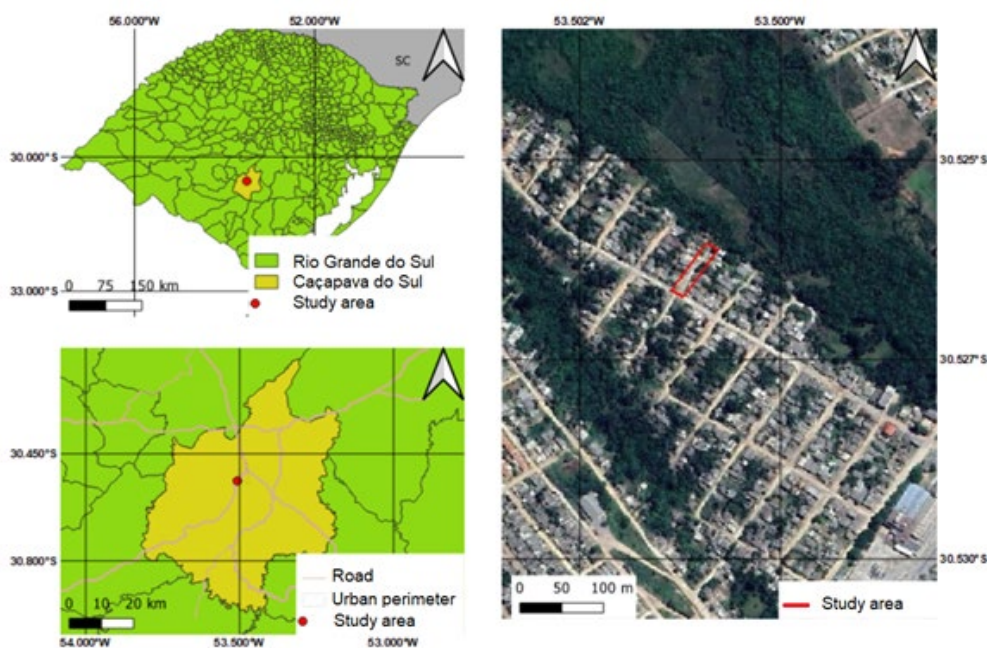 56.000°W 52.000°W
SC
30.000° S
33.000° S
Rio Grande do Sul
Caçapava do Sul
Study area
0 75 150 km
30.450°S
30.800°S
Road
Urban perimeter
Study area
0 10 20 km
54.000°W 53.500°W 53.000°W
53.502°W 53.500°W
30.525°S
30.527°S
30.530°S
0 50 100 m
Study area